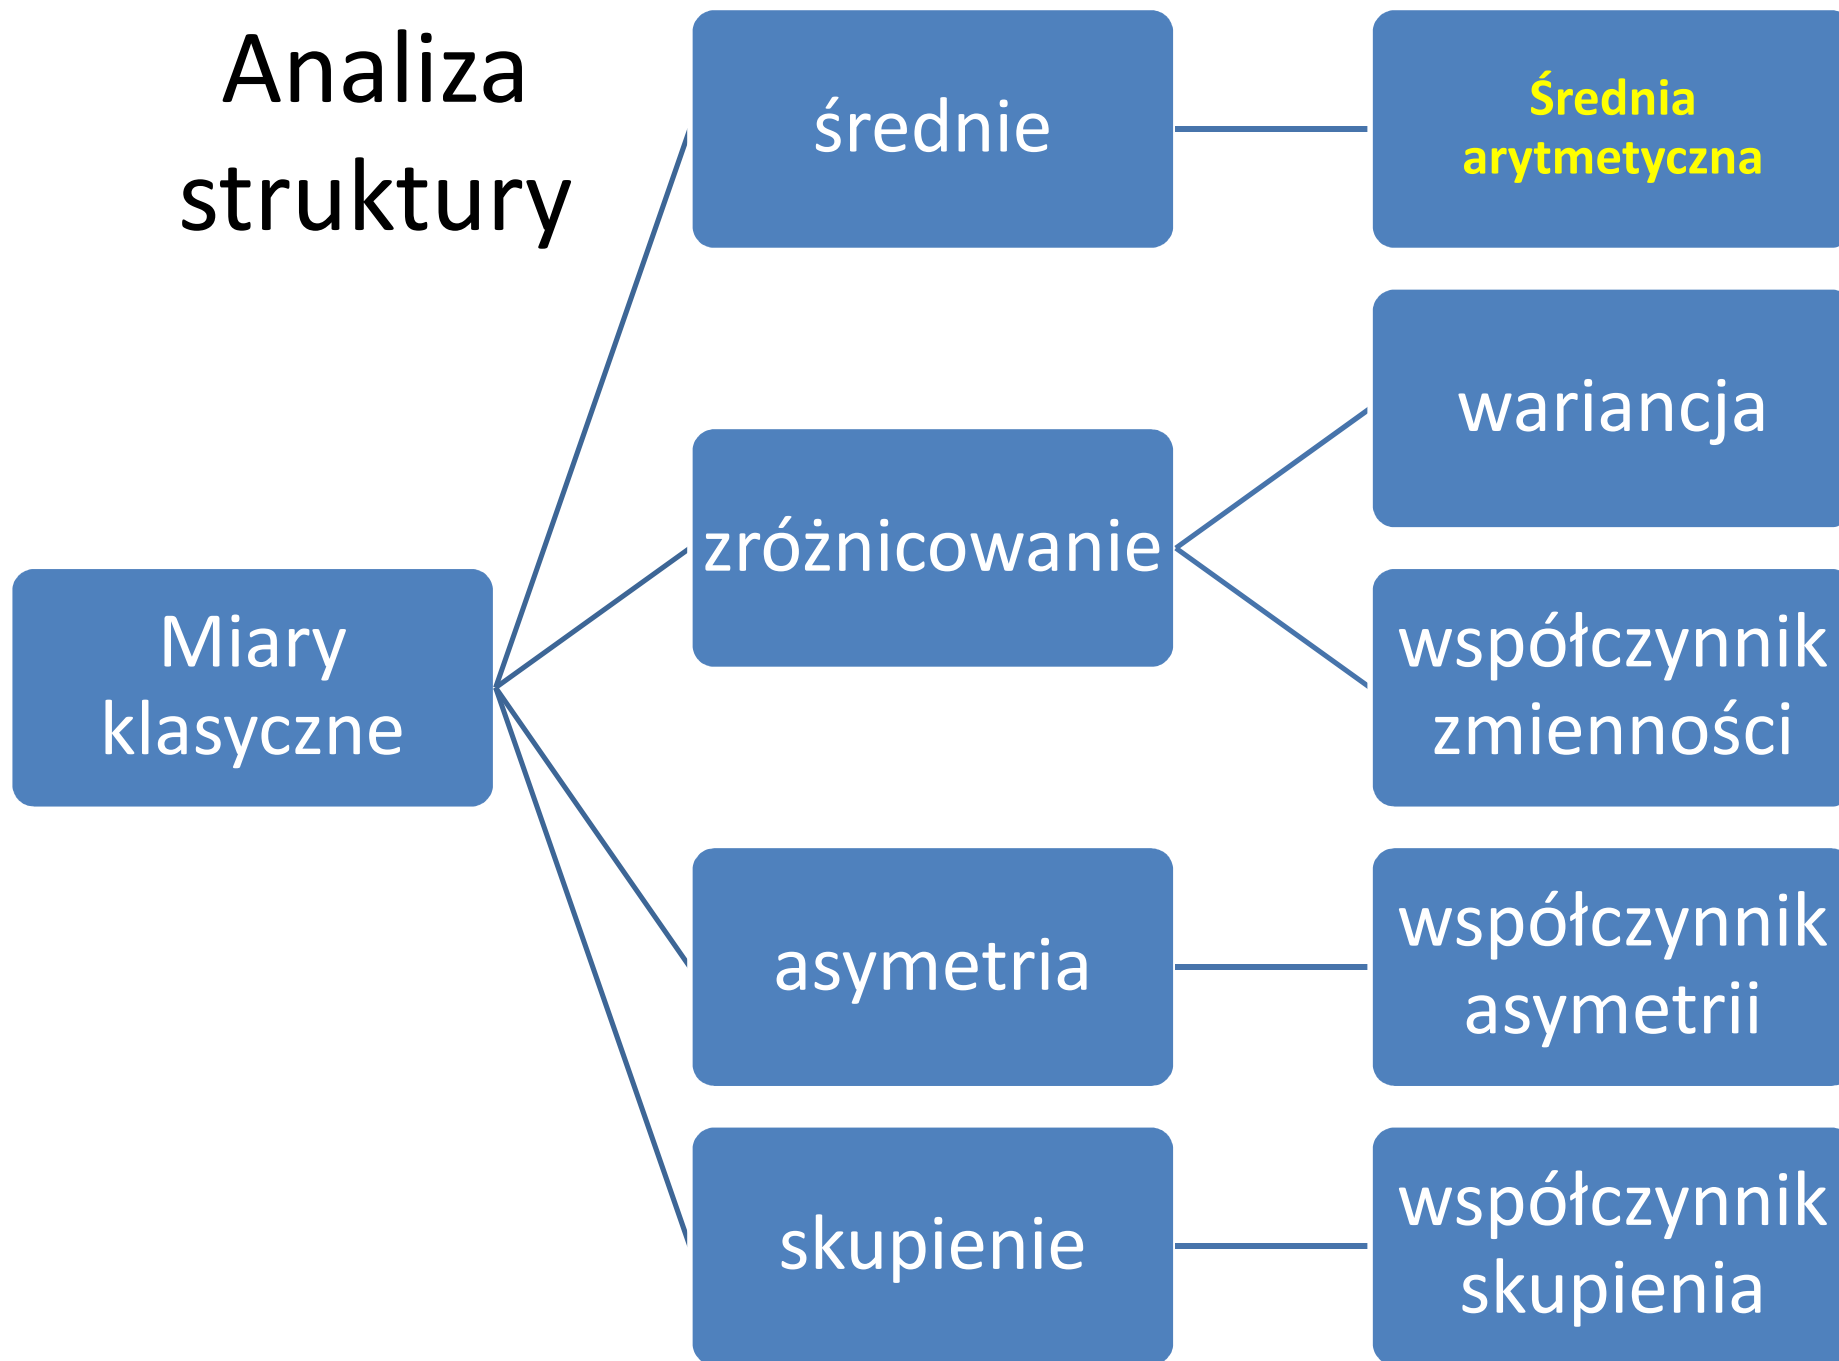 Analiza
struktury
Miary
klasyczne
średnie
Średnia
arytmetyczna
zróżnicowanie
wariancja
współczynnik
zmienności
asymetria
współczynnik
asymetrii
skupienie
współczynnik
skupienia